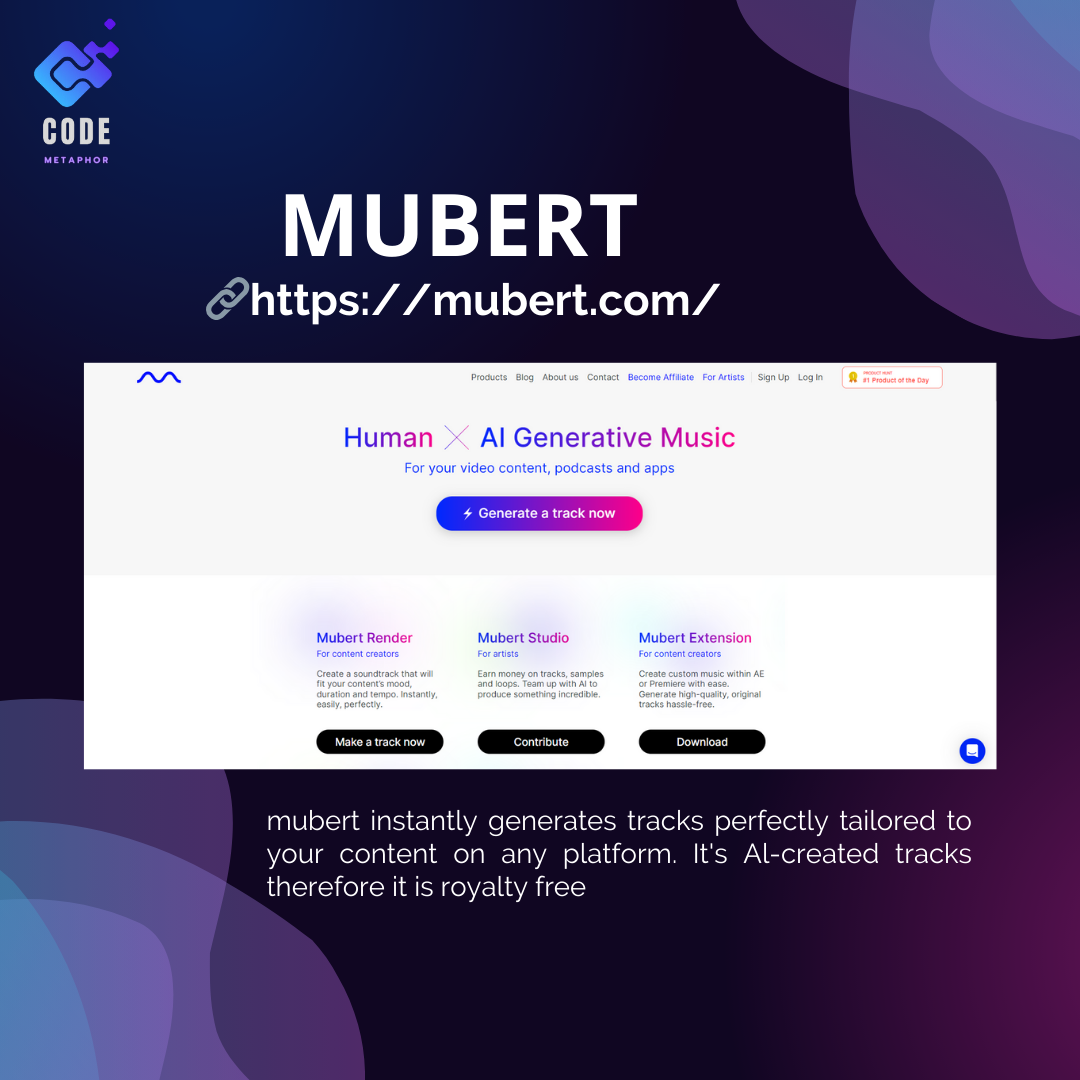 CODE
METAPHOR
MUBERT
https://mubert.com/
Products Blog About us Contact Become Affiliate For Artists Sign Up Log In
PRODUCT HUNT
#1 Product of the Day
Human AI Generative Music
For your video content, podcasts and apps
Generate a track now
Mubert Render
For content creators
Create a soundtrack that will
fit your content's mood,
duration and tempo. Instantly,
easily, perfectly.
Make a track now
Mubert Studio
For artists
Earn money on tracks, samples
and loops. Team up with AI to
produce something incredible.
Contribute
Mubert Extension
For content creators
Create custom music within AE
or Premiere with ease.
Generate high-quality, original
tracks hassle-free.
Download
mubert instantly generates tracks perfectly tailored to
your content on any platform. It's Al-created tracks
therefore it is royalty free